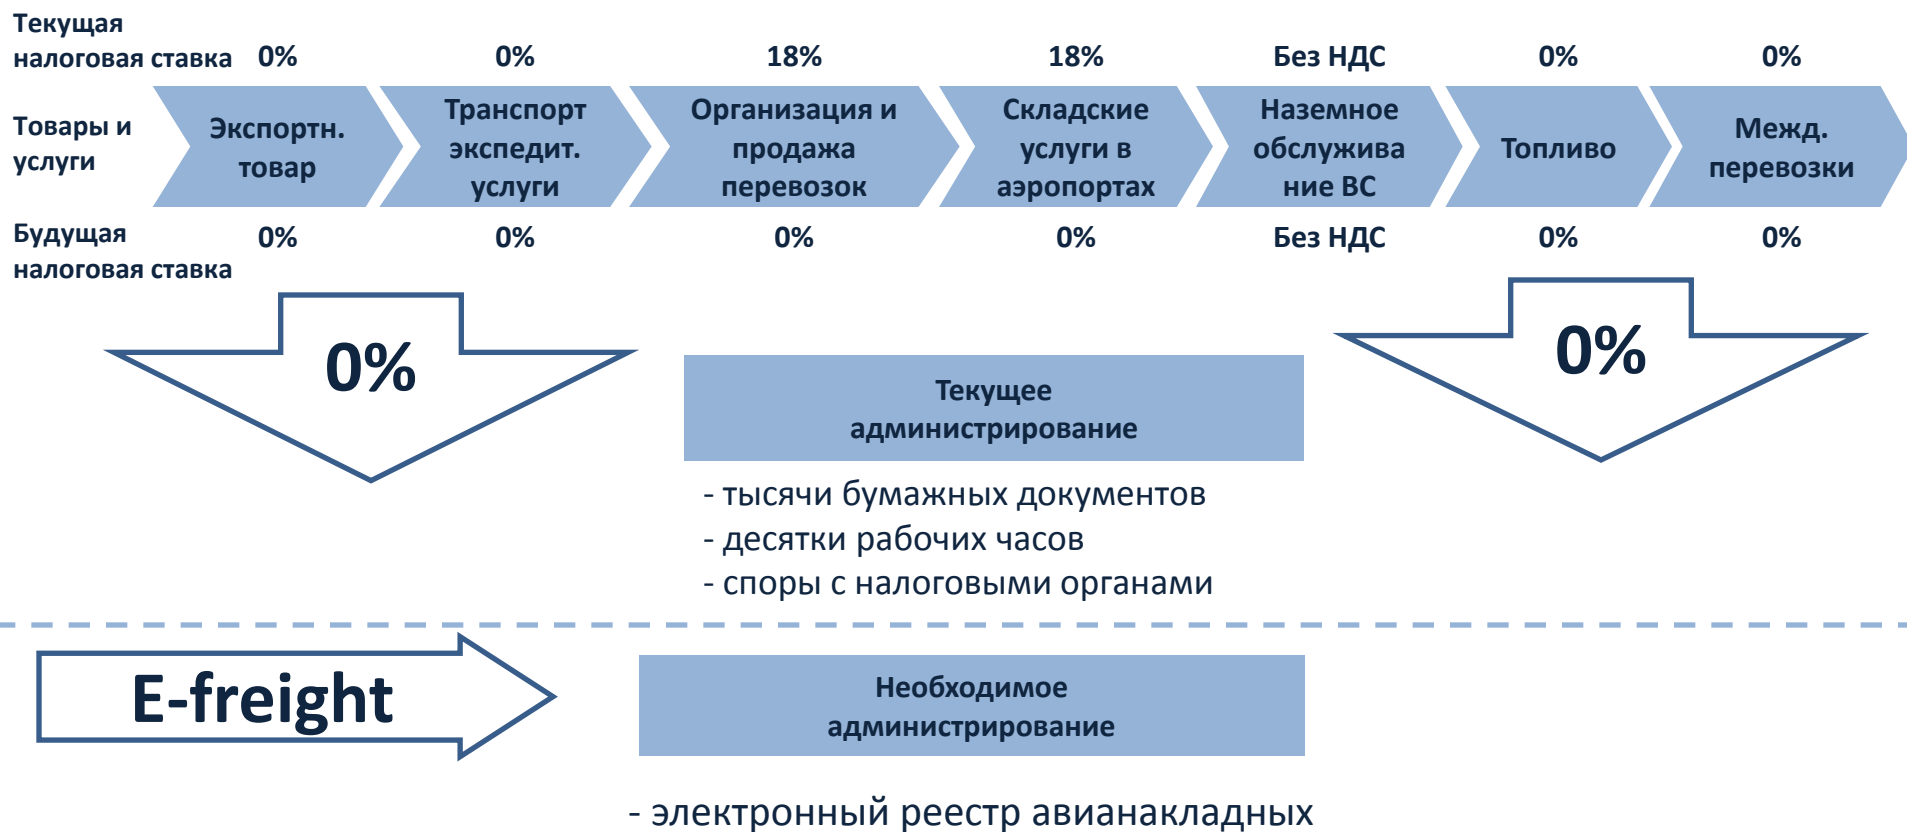 Текущая
налоговая ставка 0% 0% 18% 18% Без НДС 0% 0%
Товары и
услуги
Экспортн.
товар
Транспорт
экспедит.
услуги
Организация и
продажа
перевозок
Складские
услуги в
аэропортах
Наземное
обслужива
ние ВС
Топливо
Межд.
перевозки
Будущая
налоговая ставка 0% 0% 0% 0% Без НДС 0% 0%
0%
0%
Текущее
администрирование
- тысячи бумажных документов
- десятки рабочих часов
- споры с налоговыми органами
E-freight
Необходимое
администрирование
- электронный реестр авианакладных